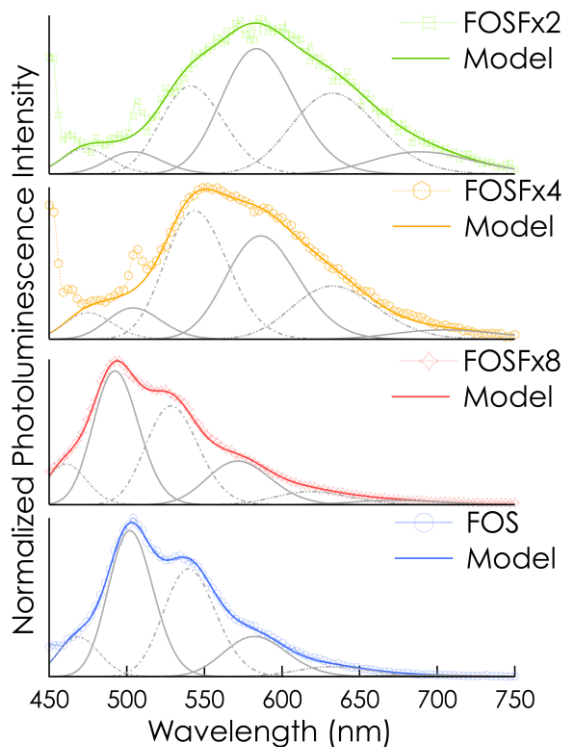 FOSFx2
Model
FOSFx4
Model
FOSFx8
Model
FOS
Model
Normalized Photoluminescence Intensity
450 500 550 600 650 700 750
Wavelength (nm)